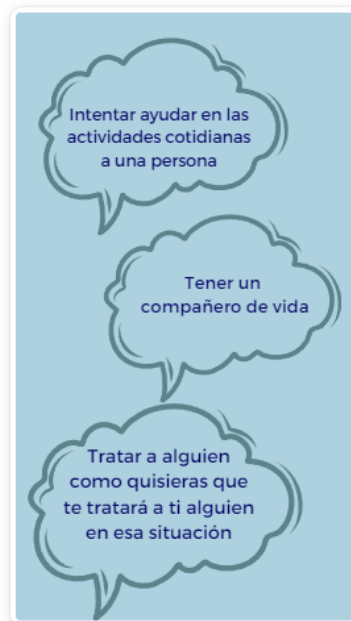 Intentar ayudar en las
actividades cotidianas
a una persona
Tener un
compañero de vida
Tratar a alguien
como quisieras que
te tratará a ti alguien
en esa situación